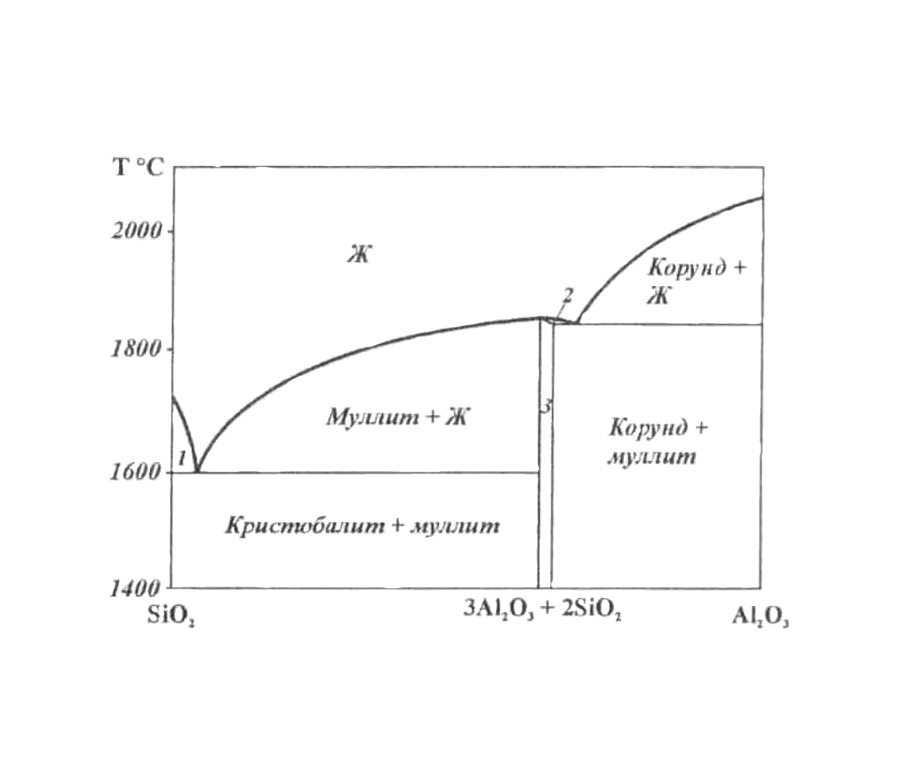 T °C
2000
Ж
Корунд +
Ж
2
1800
3
Муллит + Ж
Корунд +
муллит
1
1600
Кристобалит + муллит
1400
SiO₂
3Al₂O₃ + 2SiO₂
Al₂O₃